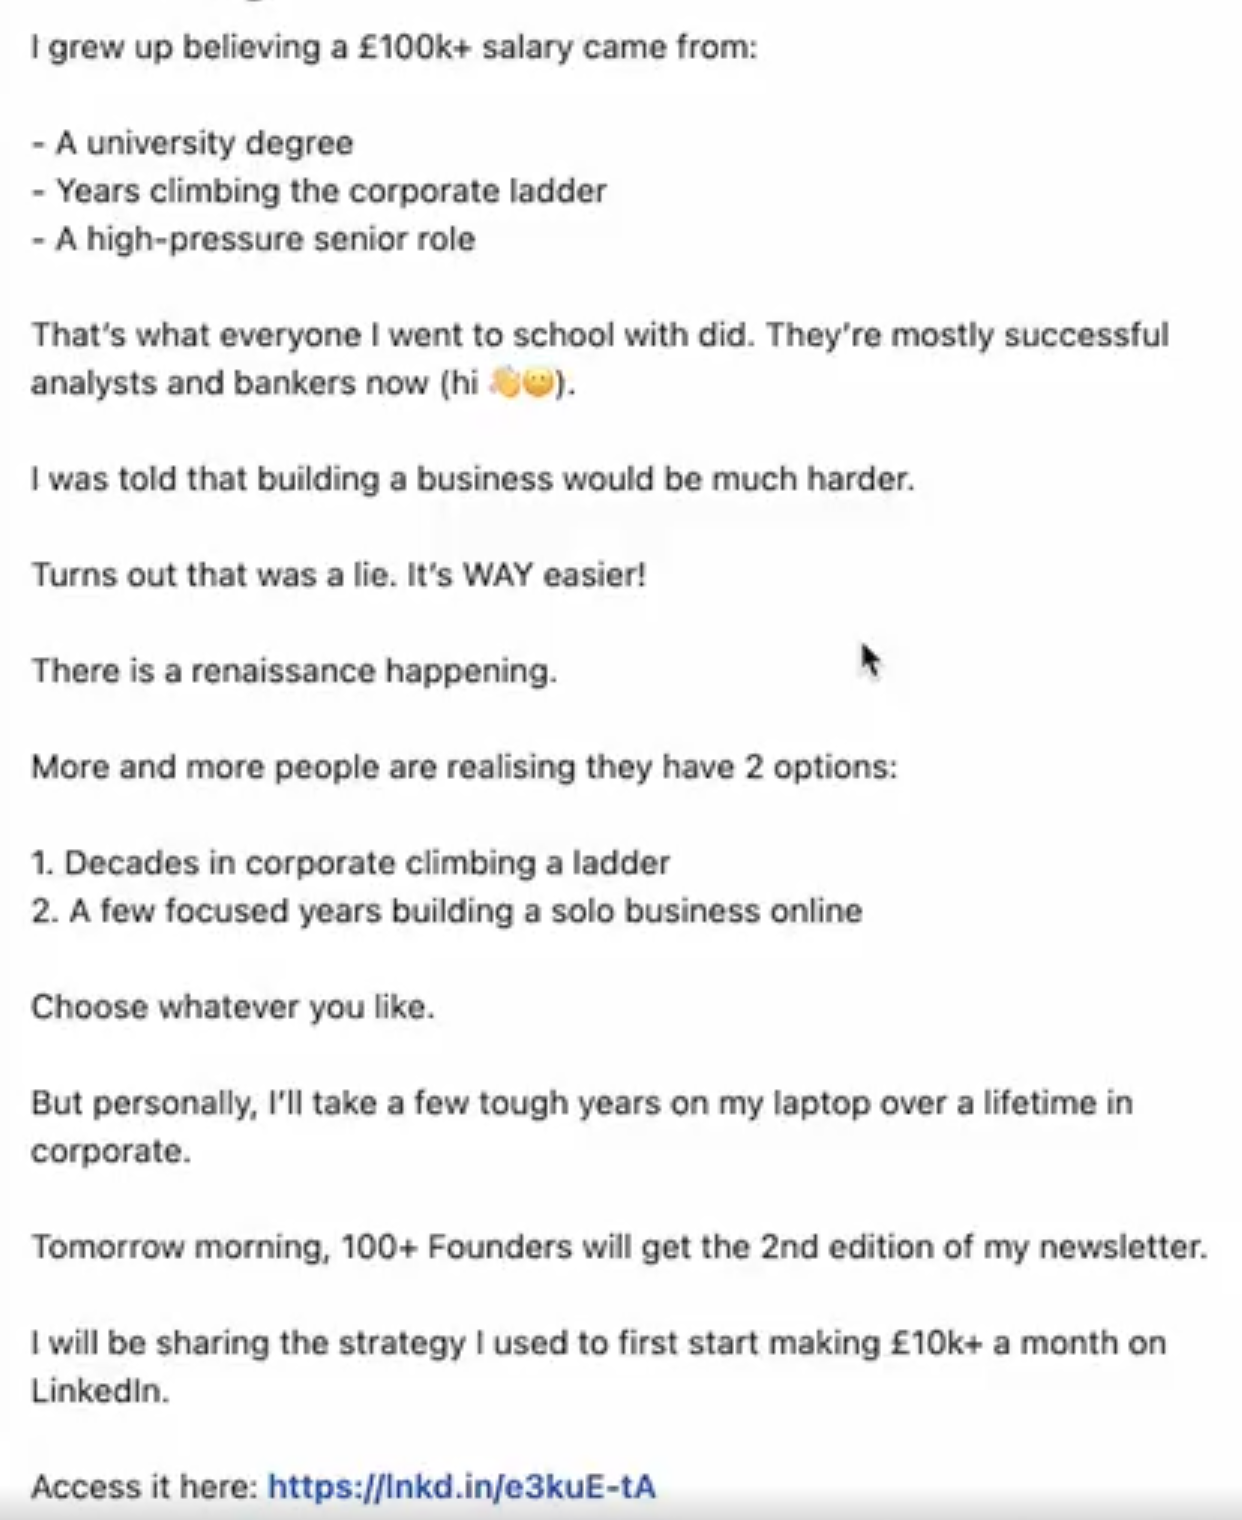 I grew up believing a £100k+ salary came from:
- A university degree
- Years climbing the corporate ladder
- A high-pressure senior role
That's what everyone I went to school with did. They're mostly successful
analysts and bankers now (hi 👋🙂).
I was told that building a business would be much harder.
Turns out that was a lie. It's WAY easier!
There is a renaissance happening.
More and more people are realising they have 2 options:
1. Decades in corporate climbing a ladder
2. A few focused years building a solo business online
Choose whatever you like.
But personally, I'll take a few tough years on my laptop over a lifetime in
corporate.
Tomorrow morning, 100+ Founders will get the 2nd edition of my newsletter.
I will be sharing the strategy I used to first start making £10k+ a month on
LinkedIn.
Access it here: https://lnkd.in/e3kuE-tA